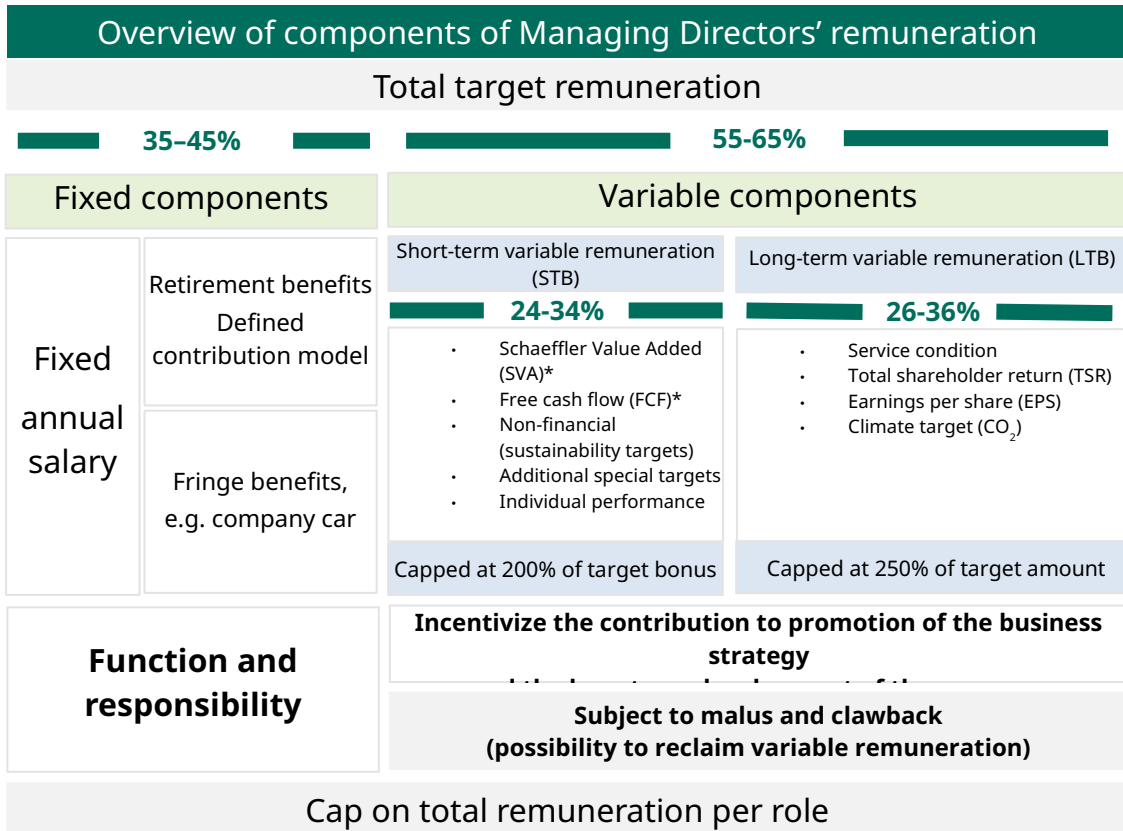 Overview of components of Managing Directors’ remuneration
Total target remuneration
35–45%
55-65%
Fixed components
Variable components
Fixed
annual
salary
Retirement benefits
Defined
contribution model
Fringe benefits,
e.g. company car
Short-term variable remuneration
(STB)
24-34%
· Schaeffler Value Added
(SVA)*
· Free cash flow (FCF)*
· Non-financial
(sustainability targets)
· Additional special targets
· Individual performance
Capped at 200% of target bonus
Long-term variable remuneration (LTB)
26-36%
· Service condition
· Total shareholder return (TSR)
· Earnings per share (EPS)
· Climate target (CO₂)
Capped at 250% of target amount
Function and
responsibility
Incentivize the contribution to promotion of the business
strategy
Subject to malus and clawback
(possibility to reclaim variable remuneration)
Cap on total remuneration per role